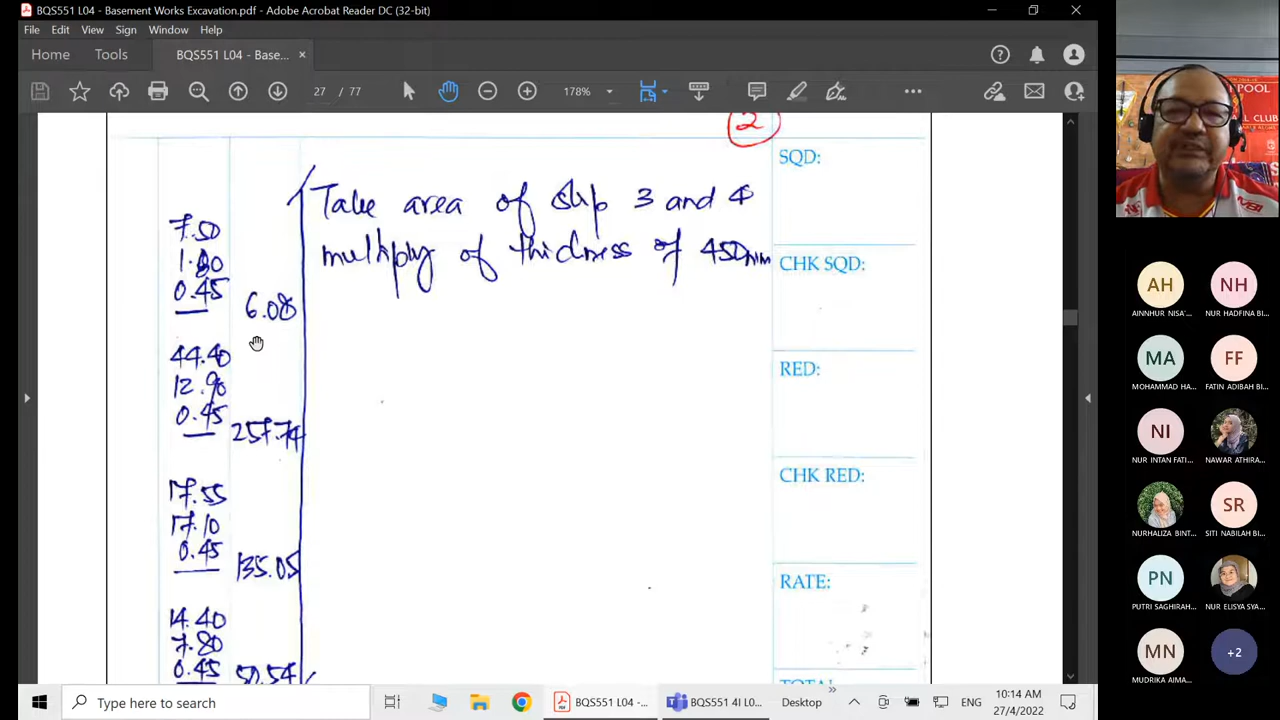 BQS551 L04 - Basement Works Excavation.pdf - Adobe Acrobat Reader DC (32-bit)
File Edit View Sign Window Help
Home Tools BQS551 L04 - Base... ×
27 / 77 178%
2
Take area of slip 3 and 4
multiply of thickness of 450mm
7.50
1.80
0.45
6.08
44.40
12.90
0.45
257.74
17.55
17.10
0.45
135.05
14.40
7.80
0.45
50.54
SQD:
CHK SQD:
RED:
CHK RED:
RATE:
TOTAL
POOL
AH NH
AINNHUR NISA' NUR HADFINA BI...
MA FF
MOHAMMAD HA... FATIN ADIBAH BI...
NI
NUR INTAN FATI... NAWAR ATHIRA...
SR
NURHALIZA BINT... SITI NABILAH BI...
PN
PUTRI SAGHIRAH... NUR ELISYA SYA...
MN +2
MUDRIKA AIMA...
Type here to search
BQS551 L04 - Base...
BQS551 4I L0...
Desktop
ENG
10:14 AM
27/4/2022